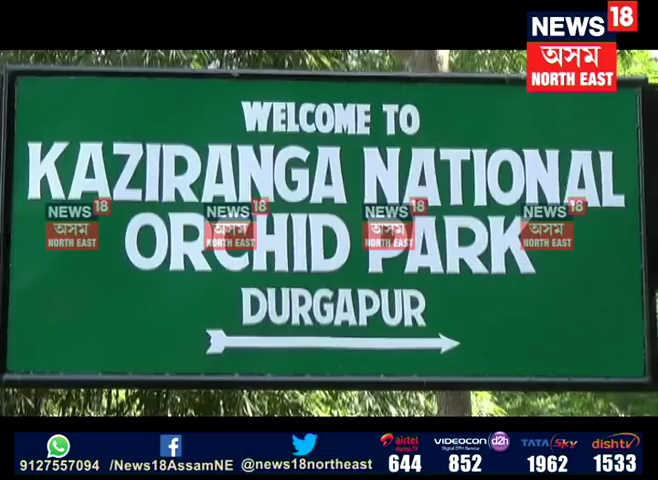 NEWS 18
অসম
NORTH EAST
WELCOME TO
KAZIRANGA NATIONAL
NEWS 18 অসম NORTH EAST
NEWS 18 অসম NORTH EAST
NEWS 18 অসম NORTH EAST
NEWS 18 অসম NORTH EAST
ORCHID PARK
DURGAPUR
9127557094 /News18AssamNE @news18northeast
airtel digital TV 644
VIDEOCON d2h 852
TATA sky 1962
dishtv 1533